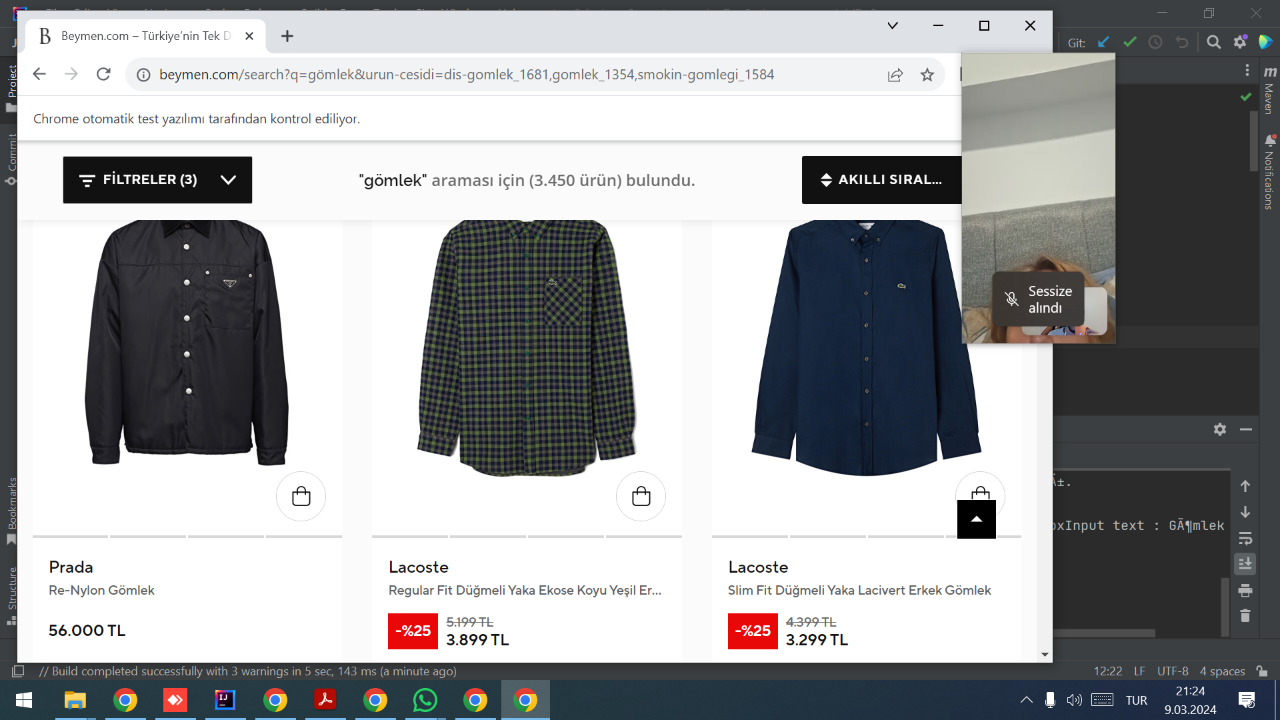 B Beymen.com – Türkiye'nin Tek D
beymen.com/search?q=gömlek&urun-cesidi=dis-gomlek_1681,gomlek_1354,smokin-gomlegi_1584
Chrome otomatik test yazılımı tarafından kontrol ediliyor.
FİLTRELER (3)
"gömlek" araması için (3.450 ürün) bulundu.
AKILLI SIRAL...
Sessize
alındı
Prada
Re-Nylon Gömlek
56.000 TL
Lacoste
Regular Fit Düğmeli Yaka Ekose Koyu Yeşil Er...
-%25
5.199 TL
3.899 TL
Lacoste
Slim Fit Düğmeli Yaka Lacivert Erkek Gömlek
-%25
4.399 TL
3.299 TL
Project
Commit
Bookmarks
Structure
Git:
m
Maven
Notifications
Ã±.
oxInput text : GÃ¶mlek
// Build completed successfully with 3 warnings in 5 sec, 143 ms (a minute ago)
12:22 LF UTF-8 4 spaces
TUR
21:24
9.03.2024